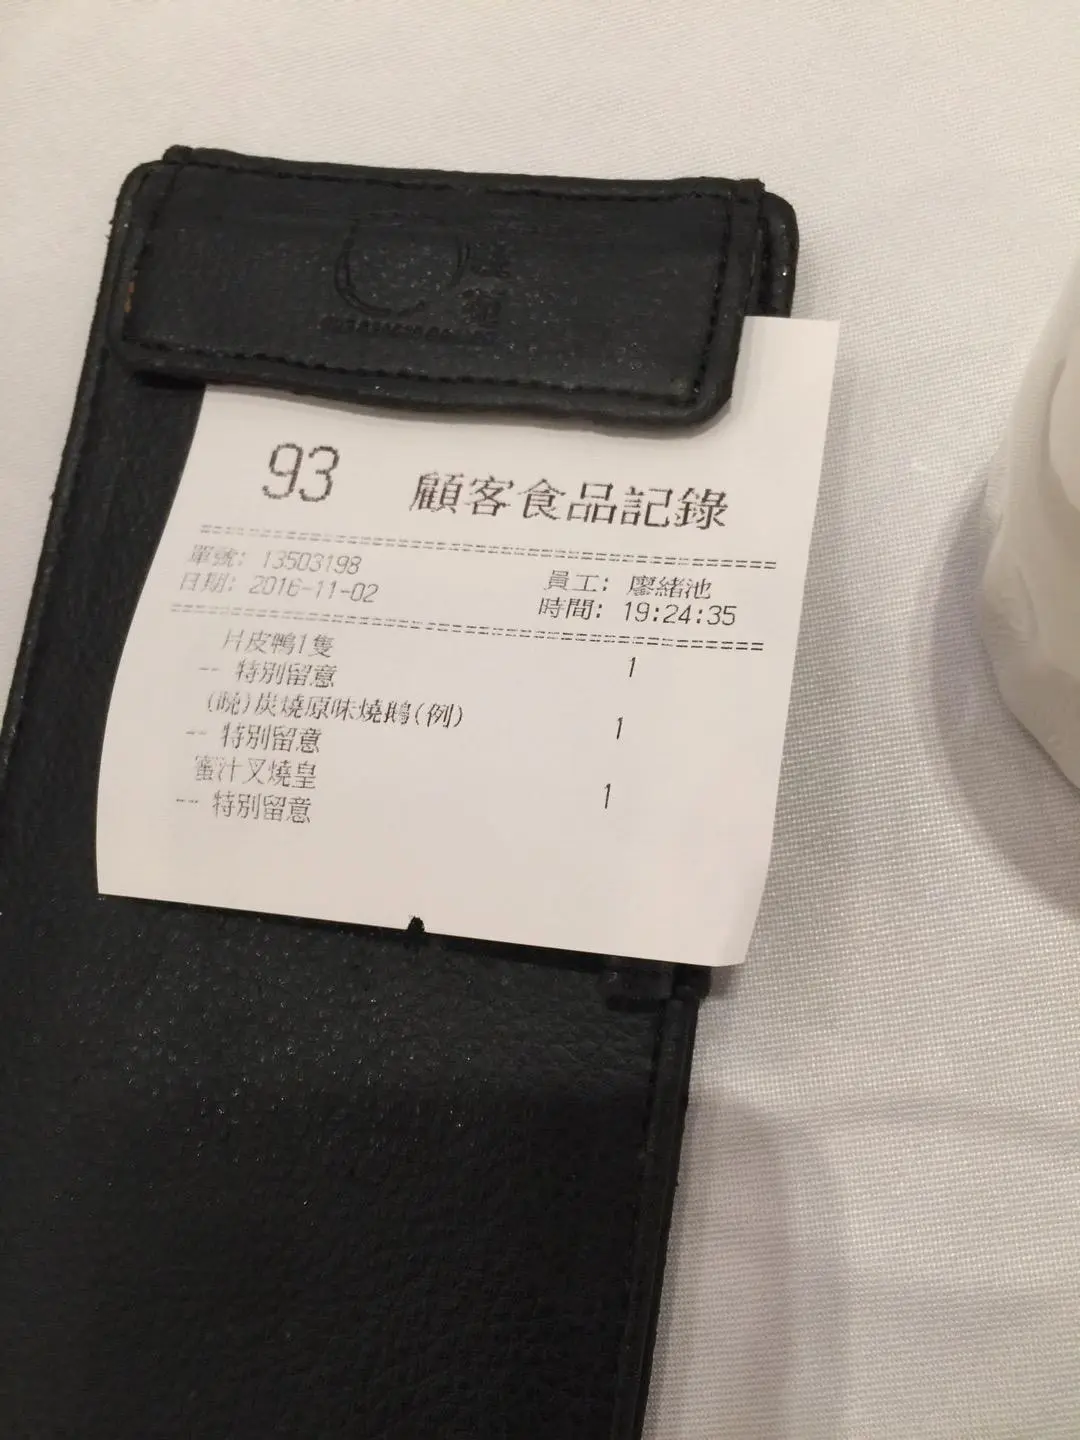 93 顧客食品記錄
單號: 13503198
員工: 廖緒池
日期: 2016-11-02
時間: 19:24:35
片皮鴨1隻 1
-- 特別留意
(晚)炭燒原味燒鵝(例) 1
-- 特別留意
蜜汁叉燒皇 1
-- 特別留意